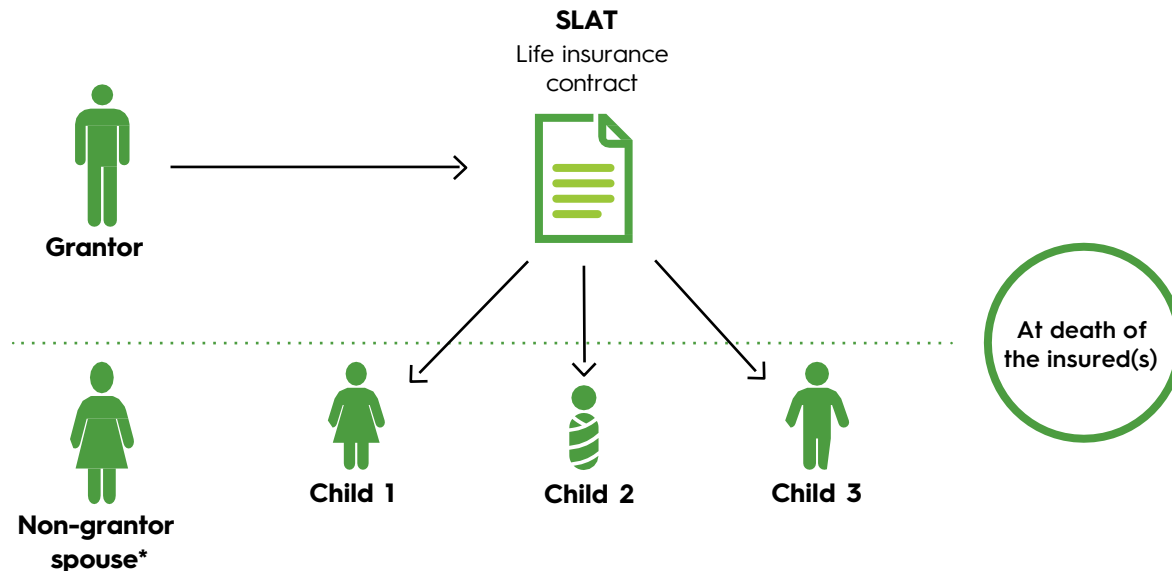 SLAT
Life insurance
contract
Grantor
At death of
the insured(s)
Child 1
Child 2
Child 3
Non-grantor
spouse*